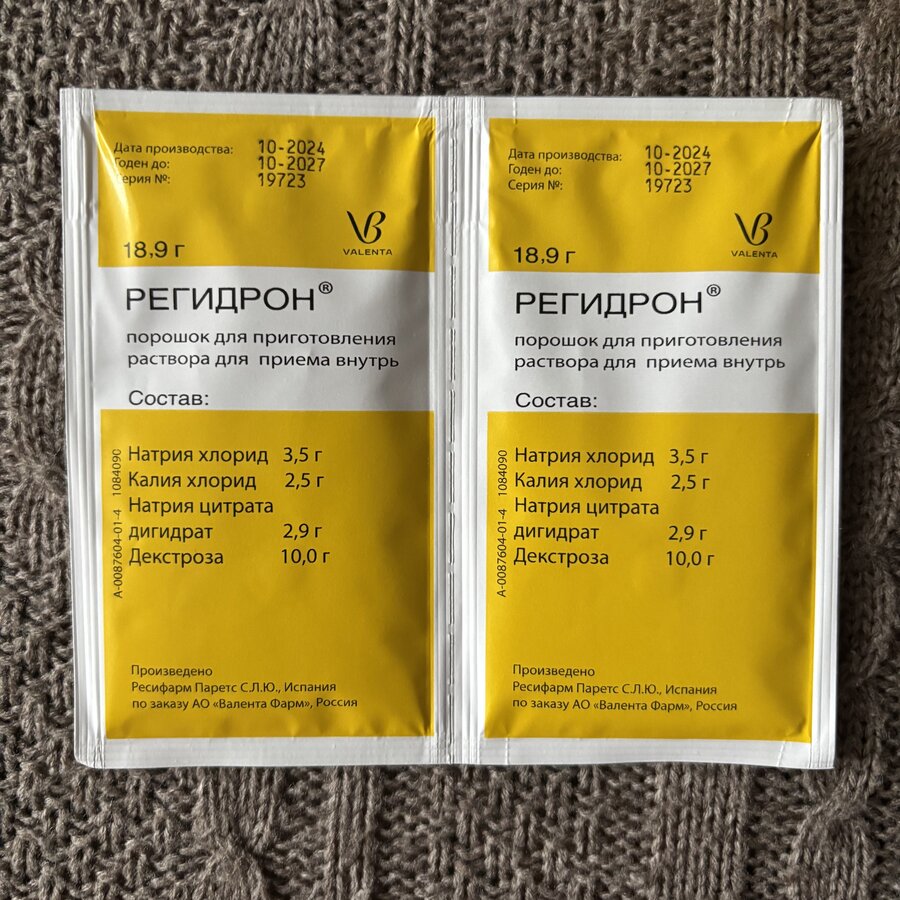 Дата производства: 10-2024
Годен до: 10-2027
Серия №: 19723
VB
VALENTA
18,9 г
РЕГИДРОН®
порошок для приготовления
раствора для приема внутрь
Состав:
Натрия хлорид 3,5 г
Калия хлорид 2,5 г
Натрия цитрата
дигидрат 2,9 г
Декстроза 10,0 г
А-0087604-01-4 1084090
Произведено
Ресифарм Паретс С.Л.Ю., Испания
по заказу АО «Валента Фарм», Россия
Дата производства: 10-2024
Годен до: 10-2027
Серия №: 19723
VB
VALENTA
18,9 г
РЕГИДРОН®
порошок для приготовления
раствора для приема внутрь
Состав:
Натрия хлорид 3,5 г
Калия хлорид 2,5 г
Натрия цитрата
дигидрат 2,9 г
Декстроза 10,0 г
А-0087604-01-4 1084090
Произведено
Ресифарм Паретс С.Л.Ю., Испания
по заказу АО «Валента Фарм», Россия